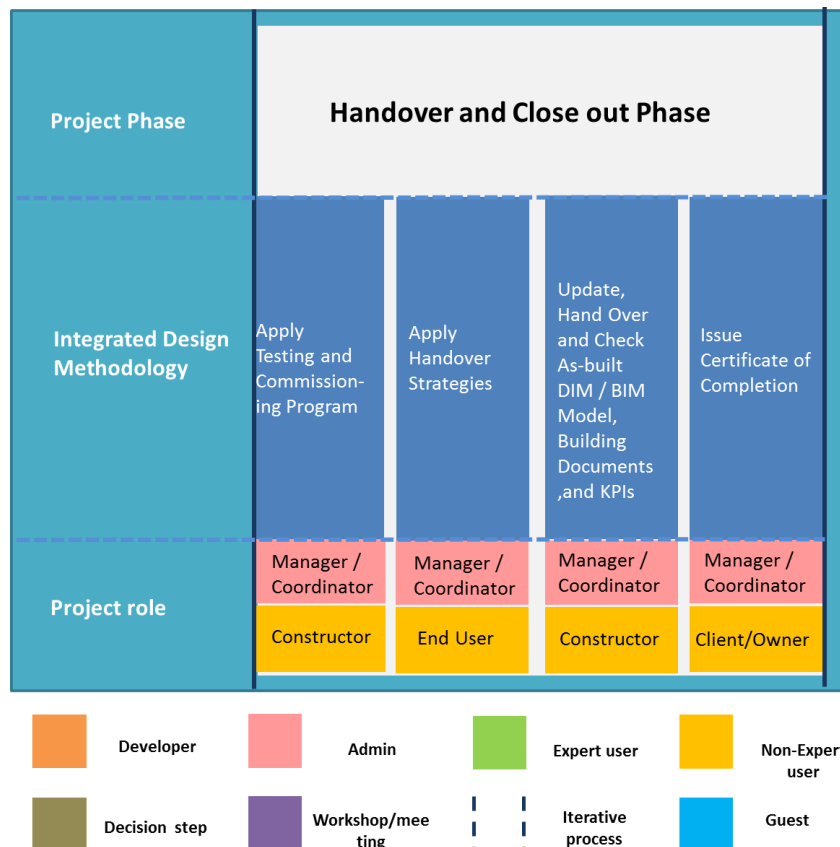 Project Phase
Handover and Close out Phase
Integrated Design
Methodology
Apply
Testing and
Commission-
ing Program
Apply
Handover
Strategies
Update,
Hand Over
and Check
As-built
DIM / BIM
Model,
Building
Documents
,and KPIs
Issue
Certificate of
Completion
Project role
Manager /
Coordinator
Manager /
Coordinator
Manager /
Coordinator
Manager /
Coordinator
Constructor
End User
Constructor
Client/Owner
Developer
Admin
Expert user
Non-Exper
user
Decision step
Workshop/mee
ting
Iterative
process
Guest